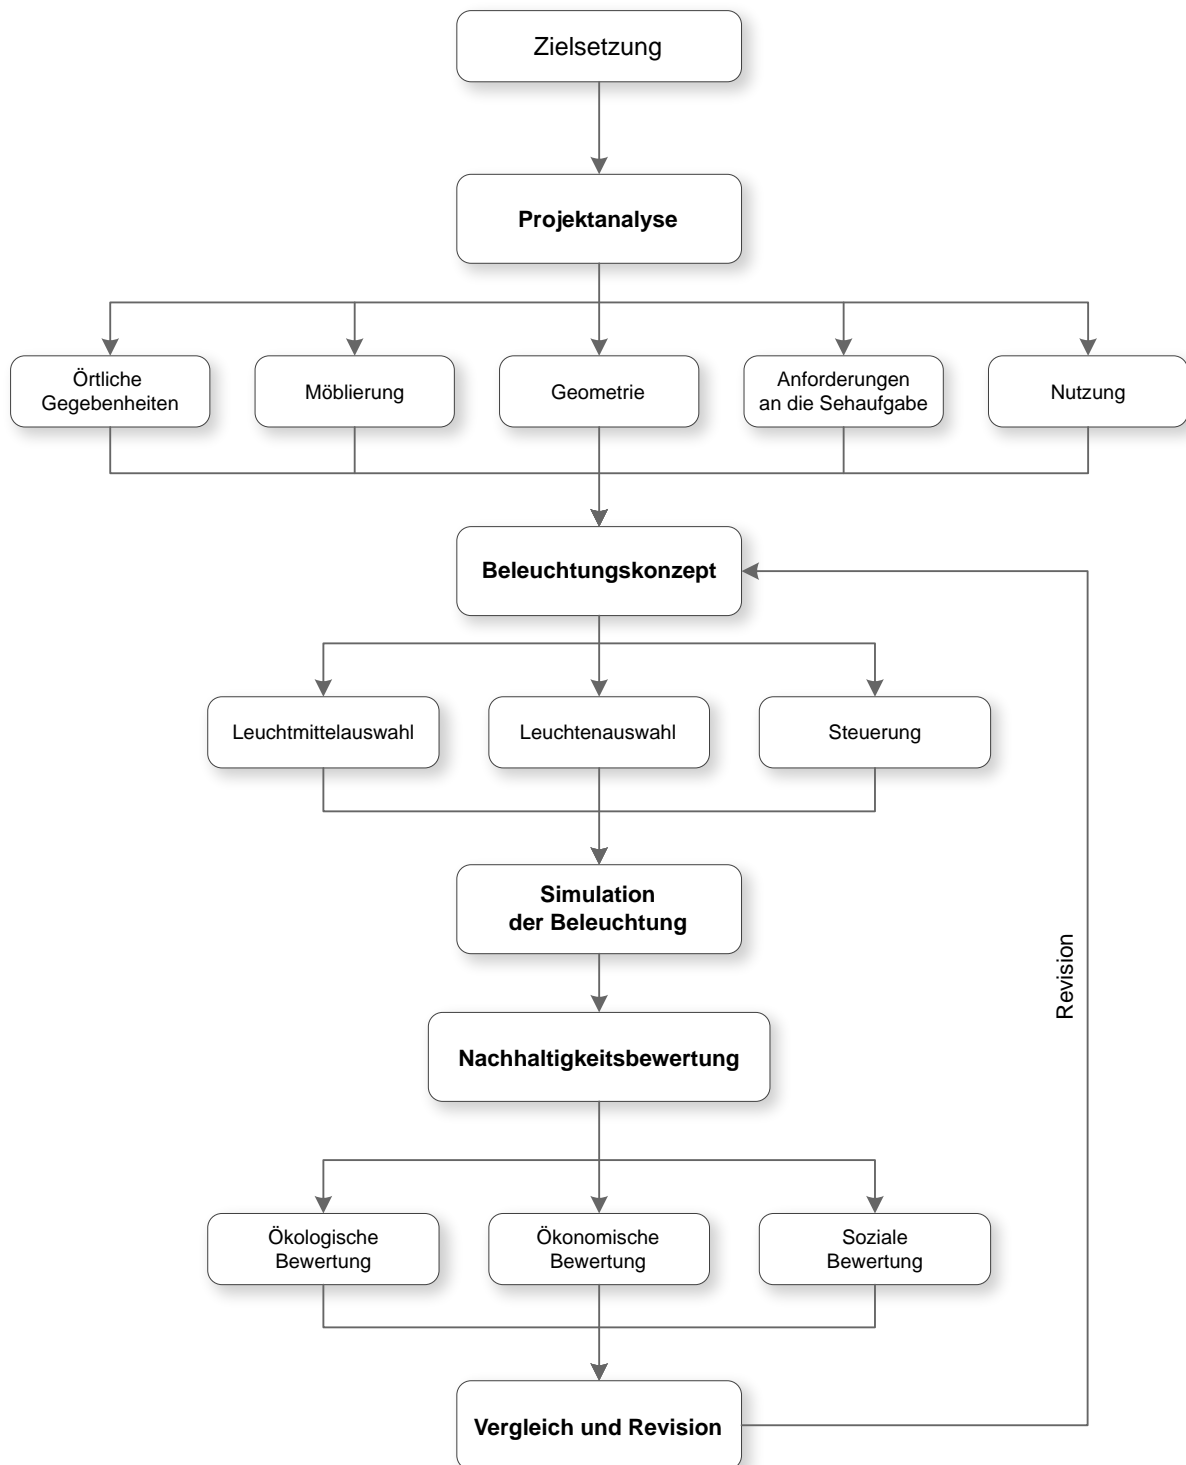 Zielsetzung
Projektanalyse
Örtliche
Gegebenheiten
Möblierung
Geometrie
Anforderungen
an die Sehaufgabe
Nutzung
Beleuchtungskonzept
Leuchtmittelauswahl
Leuchtenauswahl
Steuerung
Simulation
der Beleuchtung
Revision
Nachhaltigkeitsbewertung
Ökologische
Bewertung
Ökonomische
Bewertung
Soziale
Bewertung
Vergleich und Revision